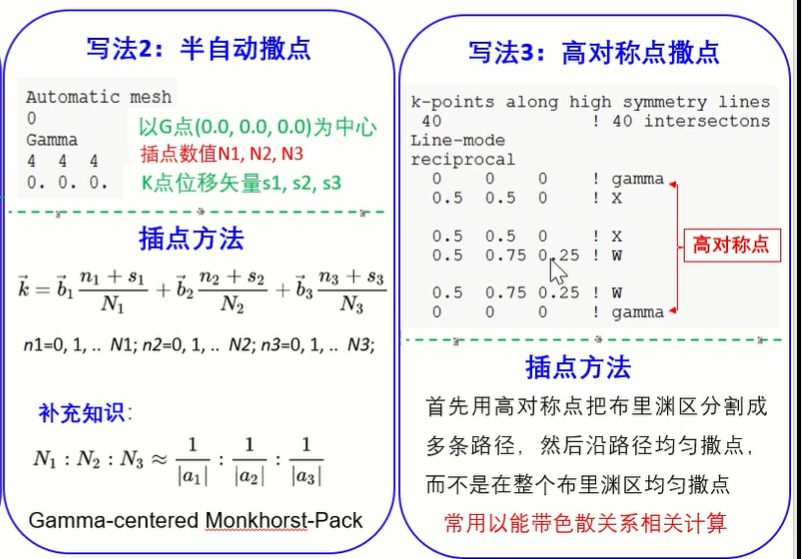 写法2：半自动撒点
Automatic mesh
0
Gamma
4 4 4
0. 0. 0.
以G点(0.0, 0.0, 0.0)为中心
插点数值N1, N2, N3
K点位移矢量s1, s2, s3
插点方法
$\vec{k} = \vec{b}_1 \frac{n_1 + s_1}{N_1} + \vec{b}_2 \frac{n_2 + s_2}{N_2} + \vec{b}_3 \frac{n_3 + s_3}{N_3}$
n1=0, 1, .. N1; n2=0, 1, .. N2; n3=0, 1, .. N3;
补充知识：
$N_1 : N_2 : N_3 \approx \frac{1}{|a_1|} : \frac{1}{|a_2|} : \frac{1}{|a_3|}$
Gamma-centered Monkhorst-Pack
写法3：高对称点撒点
k-points along high symmetry lines
40 ! 40 intersectons
Line-mode
reciprocal
0 0 0 ! gamma
0.5 0.5 0 ! X
0.5 0.5 0 ! X
0.5 0.75 0.25 ! W
0.5 0.75 0.25 ! W
0 0 0 ! gamma
高对称点
插点方法
首先用高对称点把布里渊区分割成
多条路径，然后沿路径均匀撒点，
而不是在整个布里渊区均匀撒点
常用以能带色散关系相关计算